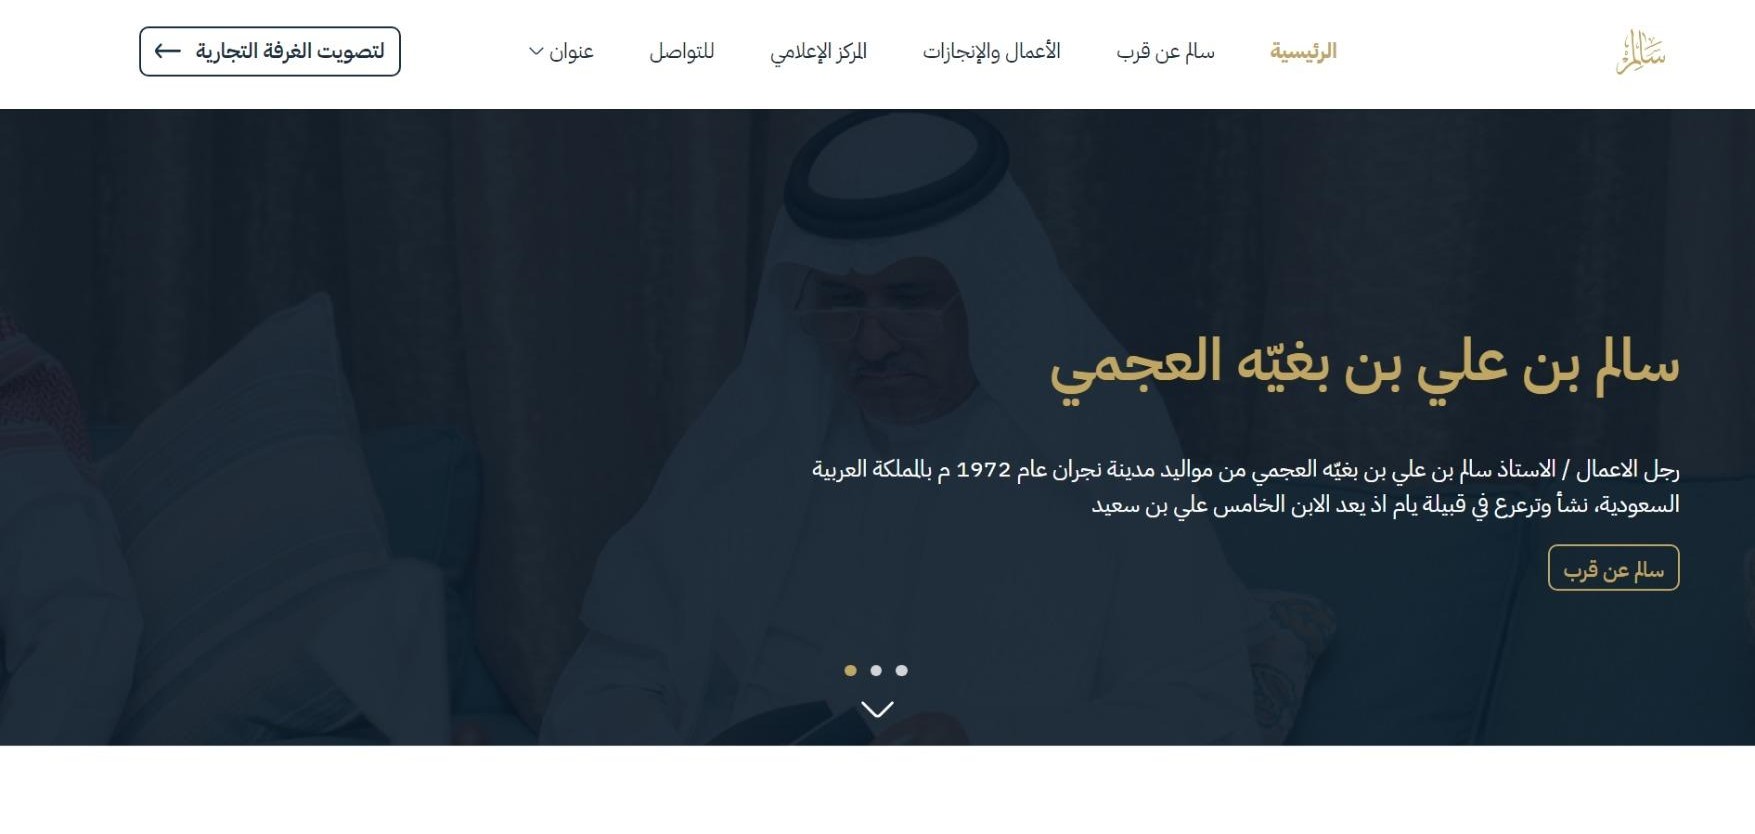 سالم
الرئيسية
سالم عن قرب
الأعمال والإنجازات
المركز الإعلامي
للتواصل
عنوان
لتصويت الغرفة التجارية
سالم بن علي بن بغيّه العجمي
رجل الاعمال / الاستاذ سالم بن علي بن بغيّه العجمي من مواليد مدينة نجران عام 1972 م بالملكة العربية
السعودية، نشأ وترعرع في قبيلة يام اذ يعد الابن الخامس علي بن سعيد
سالم عن قرب